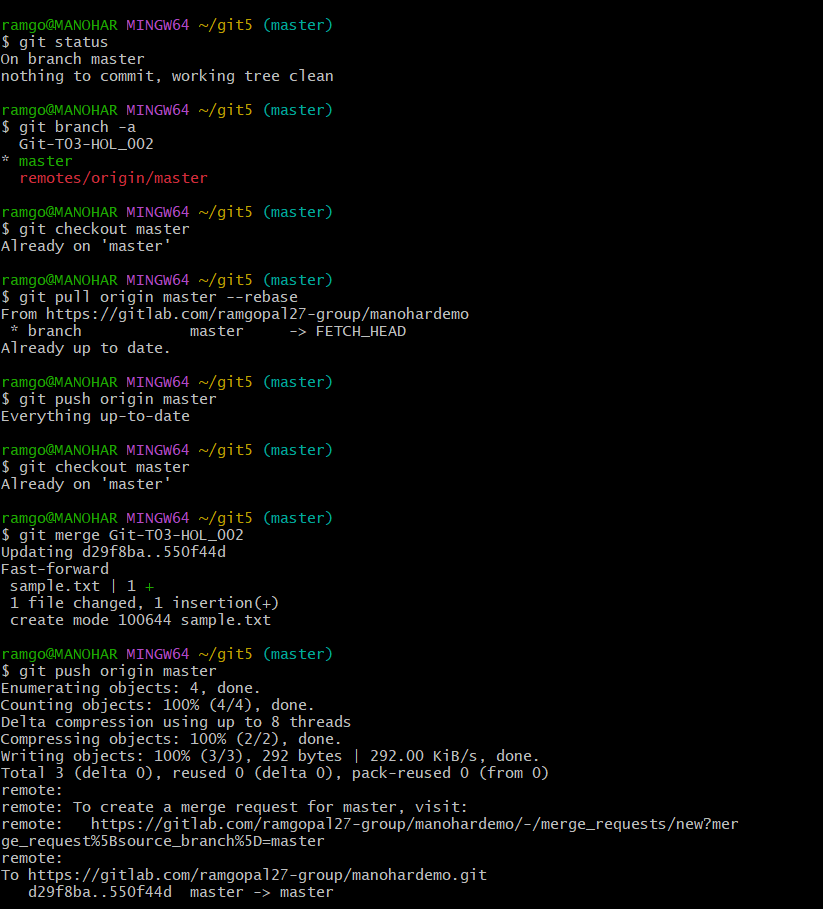 ramgo@MANOHAR MINGW64 ~/git5 (master)
$ git status
On branch master
nothing to commit, working tree clean
ramgo@MANOHAR MINGW64 ~/git5 (master)
$ git branch -a
  Git-T03-HOL_002
* master
  remotes/origin/master
ramgo@MANOHAR MINGW64 ~/git5 (master)
$ git checkout master
Already on 'master'
ramgo@MANOHAR MINGW64 ~/git5 (master)
$ git pull origin master --rebase
From https://gitlab.com/ramgopal27-group/manohardemo
 * branch            master     -> FETCH_HEAD
Already up to date.
ramgo@MANOHAR MINGW64 ~/git5 (master)
$ git push origin master
Everything up-to-date
ramgo@MANOHAR MINGW64 ~/git5 (master)
$ git checkout master
Already on 'master'
ramgo@MANOHAR MINGW64 ~/git5 (master)
$ git merge Git-T03-HOL_002
Updating d29f8ba..550f44d
Fast-forward
 sample.txt | 1 +
 1 file changed, 1 insertion(+)
 create mode 100644 sample.txt
ramgo@MANOHAR MINGW64 ~/git5 (master)
$ git push origin master
Enumerating objects: 4, done.
Counting objects: 100% (4/4), done.
Delta compression using up to 8 threads
Compressing objects: 100% (2/2), done.
Writing objects: 100% (3/3), 292 bytes | 292.00 KiB/s, done.
Total 3 (delta 0), reused 0 (delta 0), pack-reused 0 (from 0)
remote:
remote: To create a merge request for master, visit:
remote:   https://gitlab.com/ramgopal27-group/manohardemo/-/merge_requests/new?mer
ge_request%5Bsource_branch%5D=master
remote:
To https://gitlab.com/ramgopal27-group/manohardemo.git
   d29f8ba..550f44d  master -> master